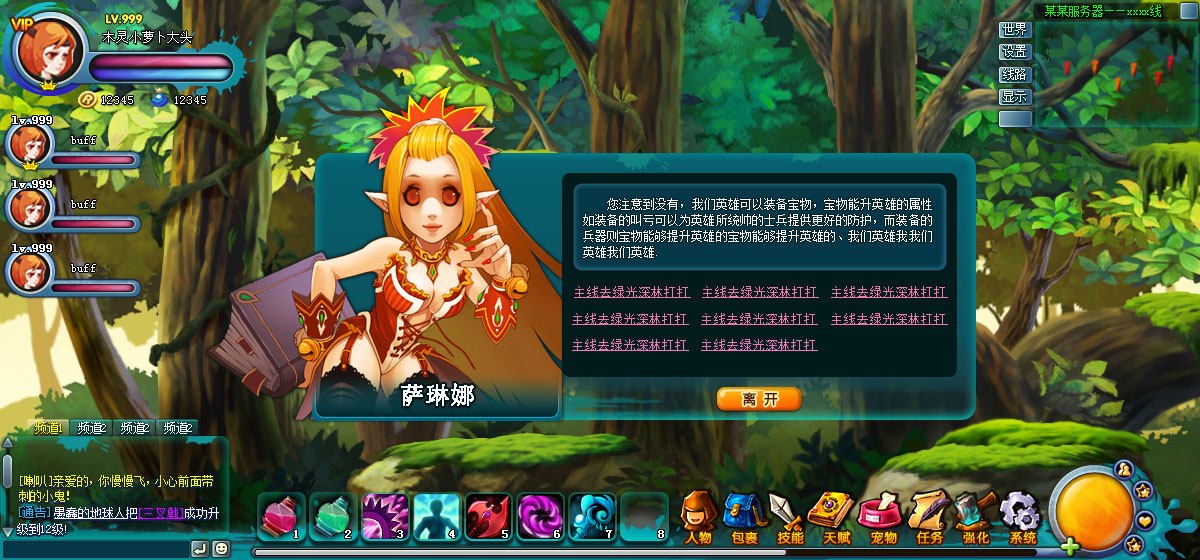 VIP
LV.999
木灵小萝卜大头
12345
12345
lv.999
buff
lv.999
buff
lv.999
buff
某某服务器——xxxx线
世界
设置
线路
显示
您注意到没有，我们英雄可以装备宝物，宝物能升英雄的属性
如装备的叫亏可以为英雄所统帅的士兵提供更好的防护，而装备的
兵器则宝物能够提升英雄的宝物能够提升英雄的、我们英雄我我们
英雄我们英雄.
主线去绿光深林打打 主线去绿光深林打打 主线去绿光深林打打
主线去绿光深林打打 主线去绿光深林打打 主线去绿光深林打打
主线去绿光深林打打 主线去绿光深林打打
萨琳娜
离开
频道1 频道2 频道2 频道2
[喇叭]亲爱的，你慢慢飞，小心前面带
刺的小鬼!
[通告]愚蠢的地球人把[三叉戟]成功升
级到12级!
1 2 3 4 5 6 7 8
人物 包裹 技能 天赋 宠物 任务 强化 系统